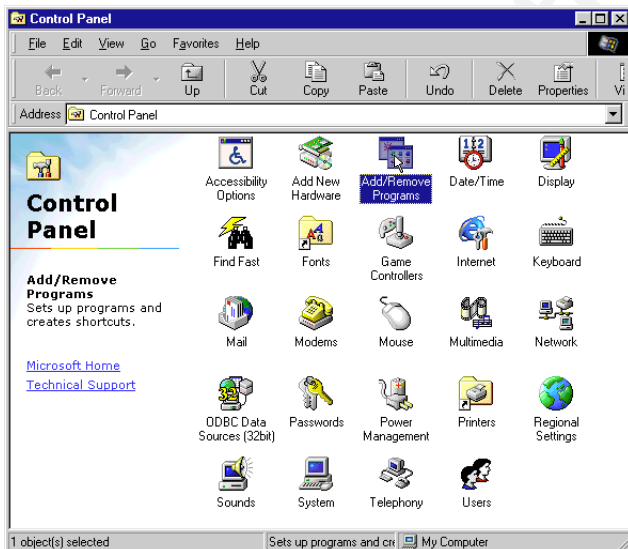 Control Panel
File Edit View Go Favorites Help
Back Forward Up Cut Copy Paste Undo Delete Properties Vi
Address Control Panel
Control
Panel
Add/Remove
Programs
Sets up programs and
creates shortcuts.
Microsoft Home
Technical Support
Accessibility
Options
Add New
Hardware
Add/Remove
Programs
Date/Time
Display
Find Fast
Fonts
Game
Controllers
Internet
Keyboard
Mail
Modems
Mouse
Multimedia
Network
ODBC Data
Sources (32bit)
Passwords
Power
Management
Printers
Regional
Settings
Sounds
System
Telephony
Users
1 object(s) selected
Sets up programs and cre
My Computer